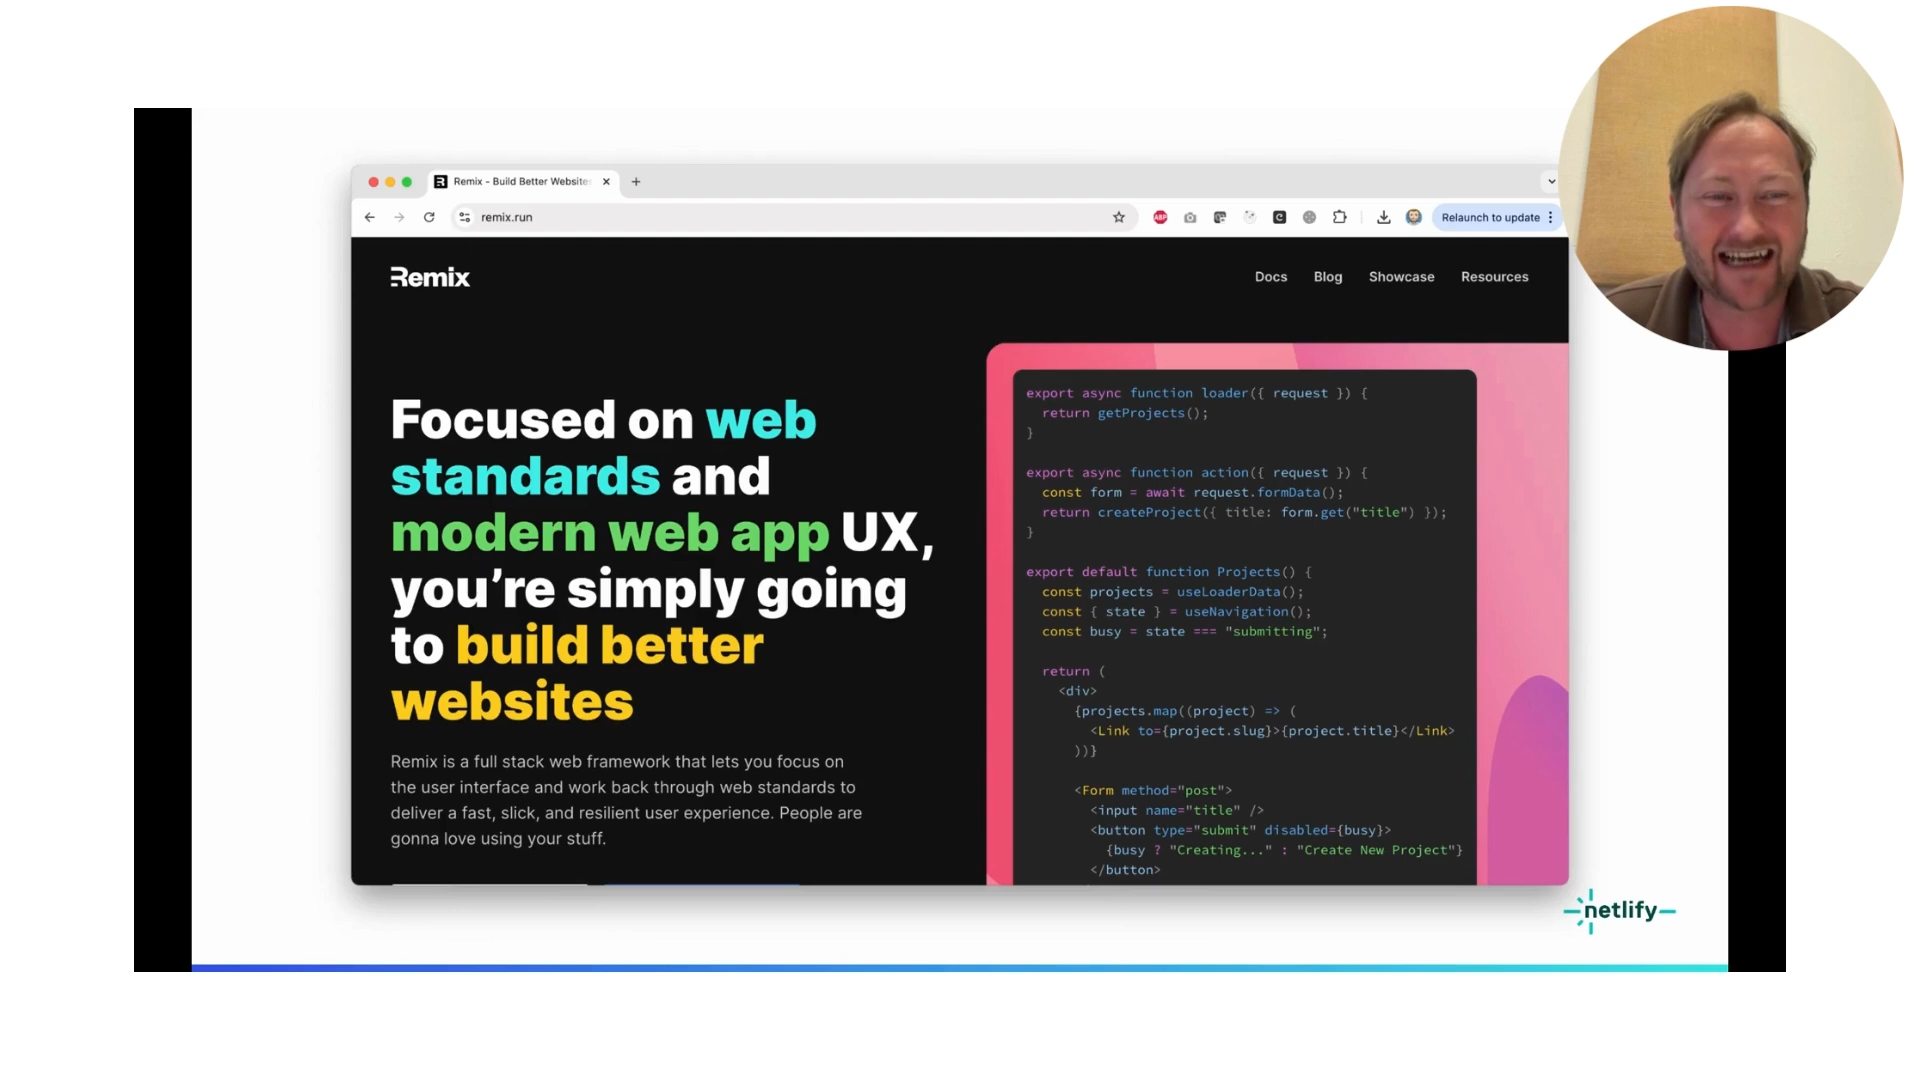 Remix - Build Better Websites
remix.run
ABP
Relaunch to update
Remix
Docs Blog Showcase Resources
Focused on web
standards and
modern web app UX,
you’re simply going
to build better
websites
Remix is a full stack web framework that lets you focus on
the user interface and work back through web standards to
deliver a fast, slick, and resilient user experience. People are
gonna love using your stuff.
export async function loader({ request }) {
return getProjects();
}
export async function action({ request }) {
const form = await request.formData();
return createProject({ title: form.get("title") });
}
export default function Projects() {
const projects = useLoaderData();
const { state } = useNavigation();
const busy = state === "submitting";
return (
<div>
{projects.map((project) => (
<Link to={project.slug}>{project.title}</Link>
))}
<Form method="post">
<input name="title" />
<button type="submit" disabled={busy}>
{busy ? "Creating..." : "Create New Project"}
</button>
netlify